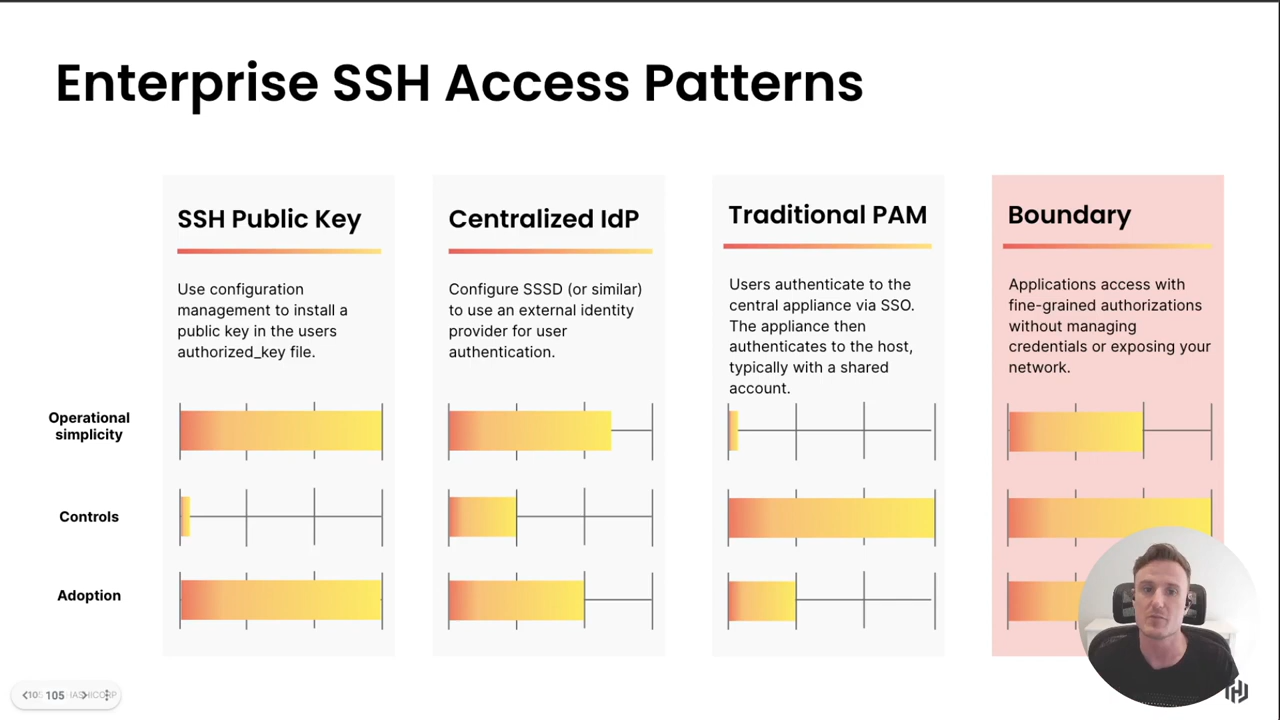 Enterprise SSH Access Patterns
SSH Public Key
Use configuration
management to install a
public key in the users
authorized_key file.
Centralized IdP
Configure SSSD (or similar)
to use an external identity
provider for user
authentication.
Traditional PAM
Users authenticate to the
central appliance via SSO.
The appliance then
authenticates to the host,
typically with a shared
account.
Boundary
Applications access with
fine-grained authorizations
without managing
credentials or exposing your
network.
Operational
simplicity
Controls
Adoption
105